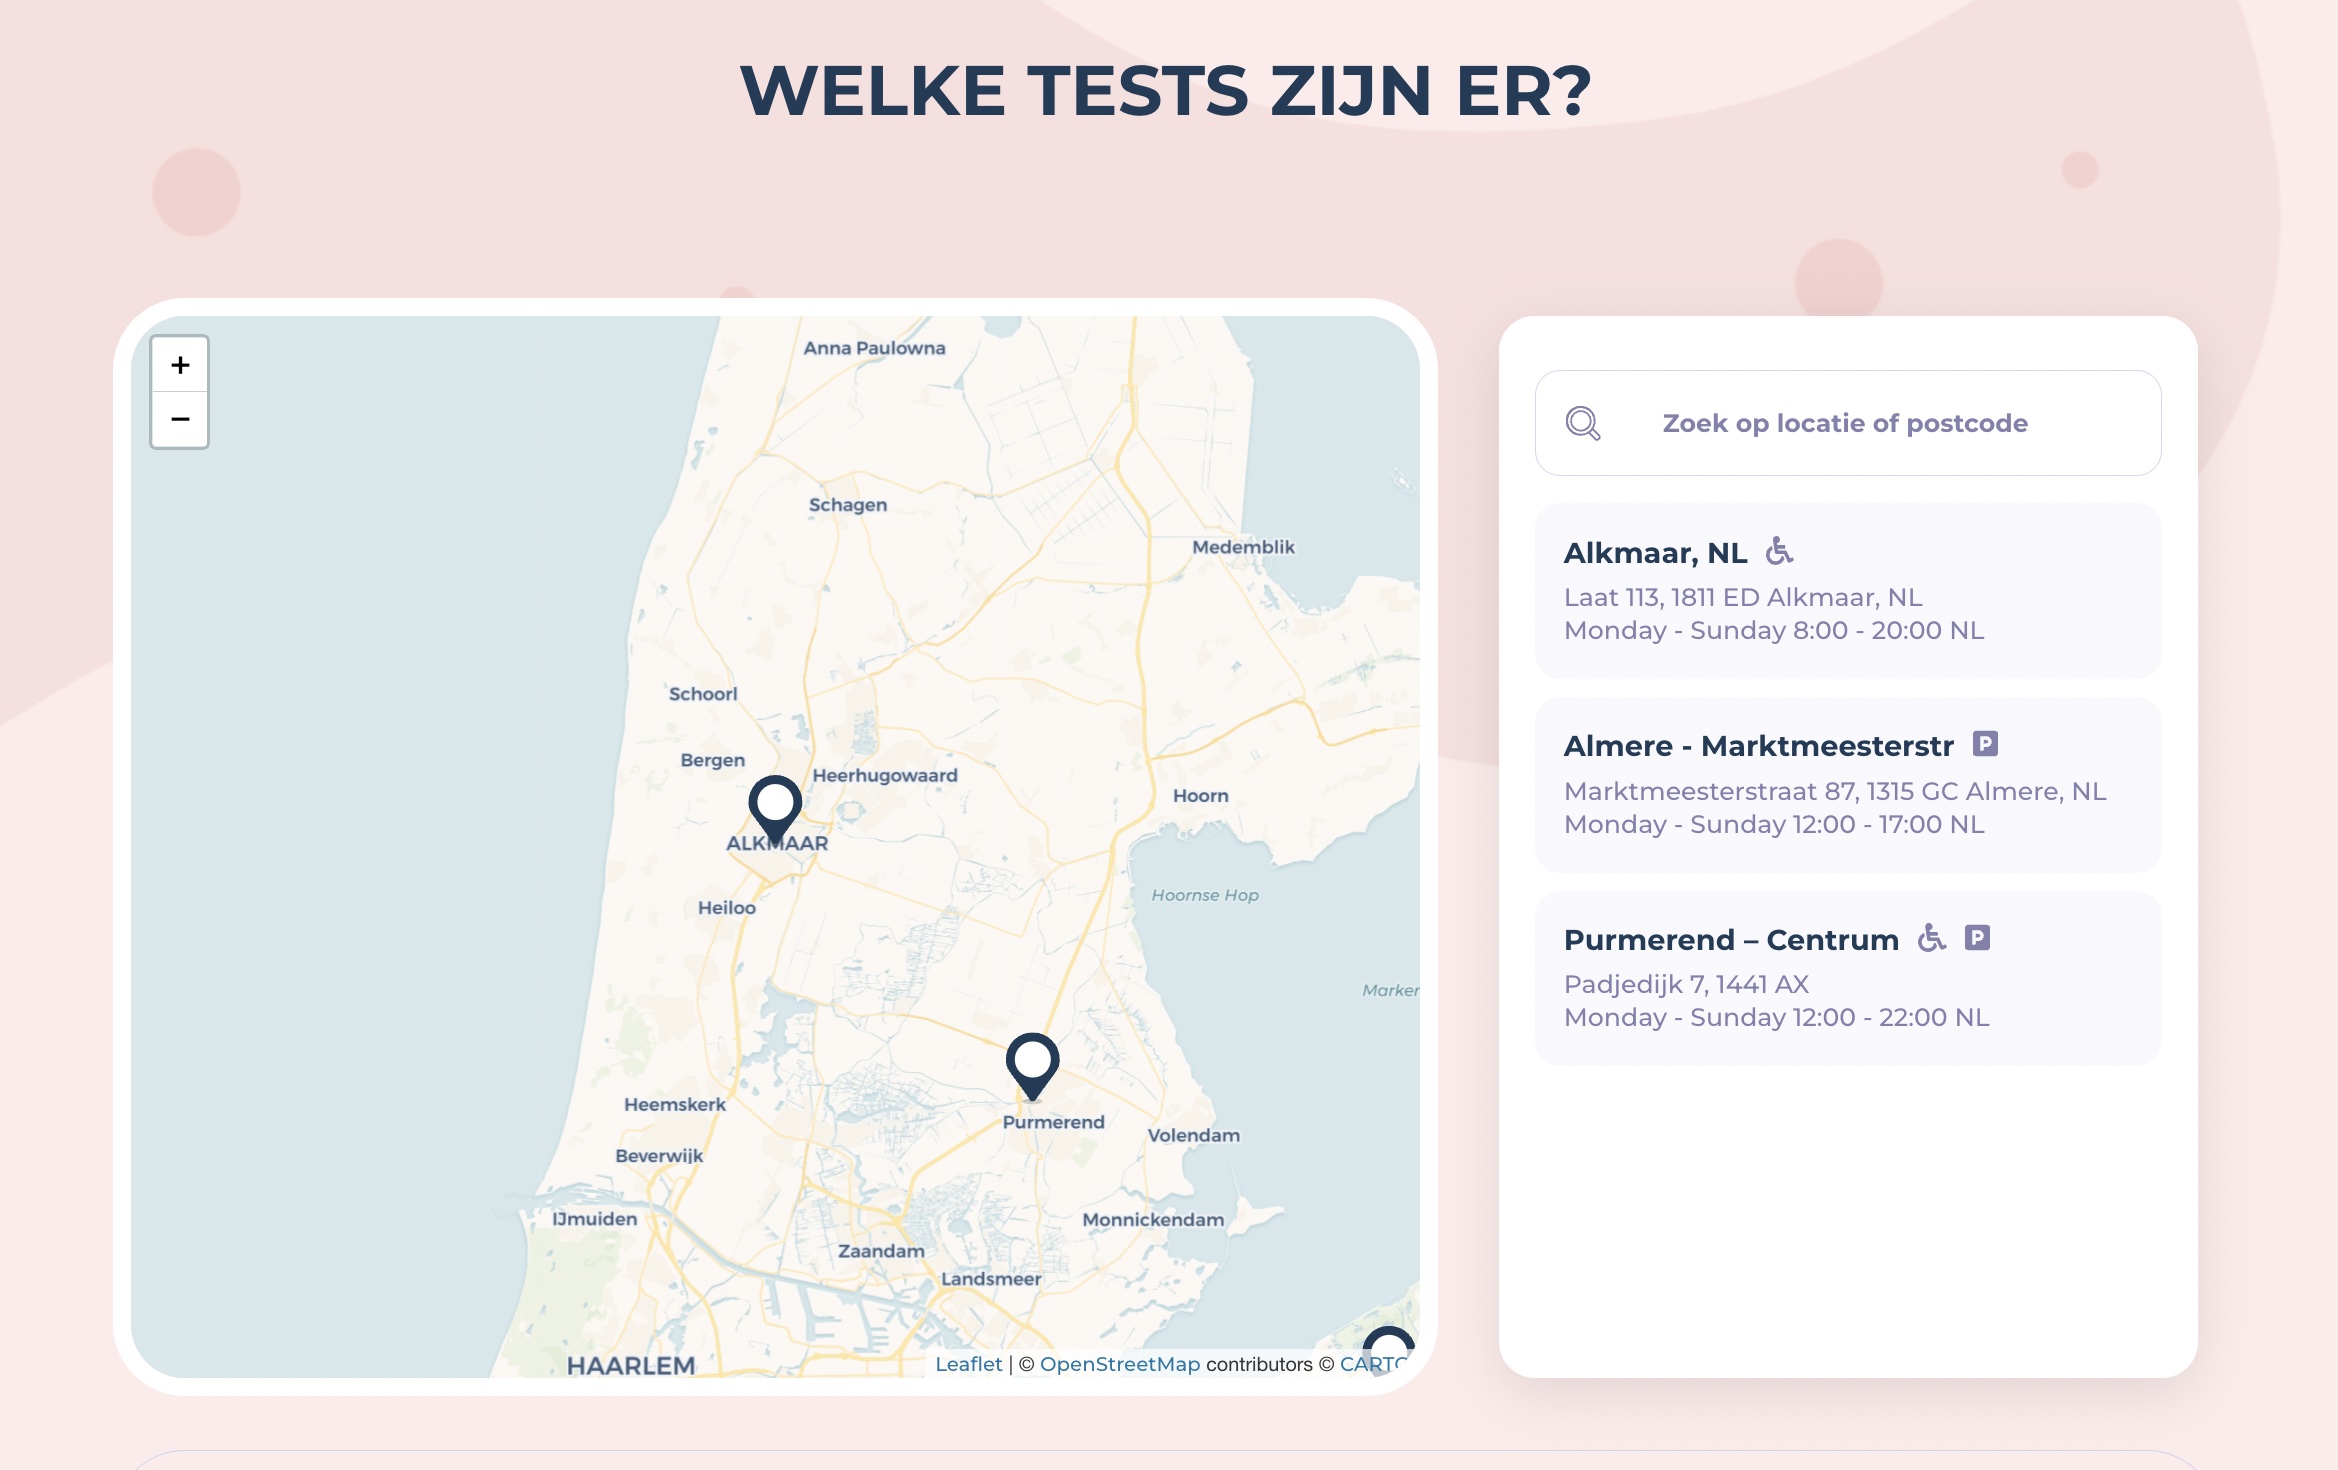 WELKE TESTS ZIJN ER?
+
−
Anna Paulowna
Schagen
Medemblik
Schoorl
Bergen
Heerhugowaard
Hoorn
ALKMAAR
Heiloo
Hoornse Hop
Marker
Heemskerk
Purmerend
Volendam
Beverwijk
IJmuiden
Monnickendam
Zaandam
Landsmeer
HAARLEM
Leaflet | © OpenStreetMap contributors © CARTO
Zoek op locatie of postcode
Alkmaar, NL
Laat 113, 1811 ED Alkmaar, NL
Monday - Sunday 8:00 - 20:00 NL
Almere - Marktmeesterstr P
Marktmeesterstraat 87, 1315 GC Almere, NL
Monday - Sunday 12:00 - 17:00 NL
Purmerend – Centrum P
Padjedijk 7, 1441 AX
Monday - Sunday 12:00 - 22:00 NL